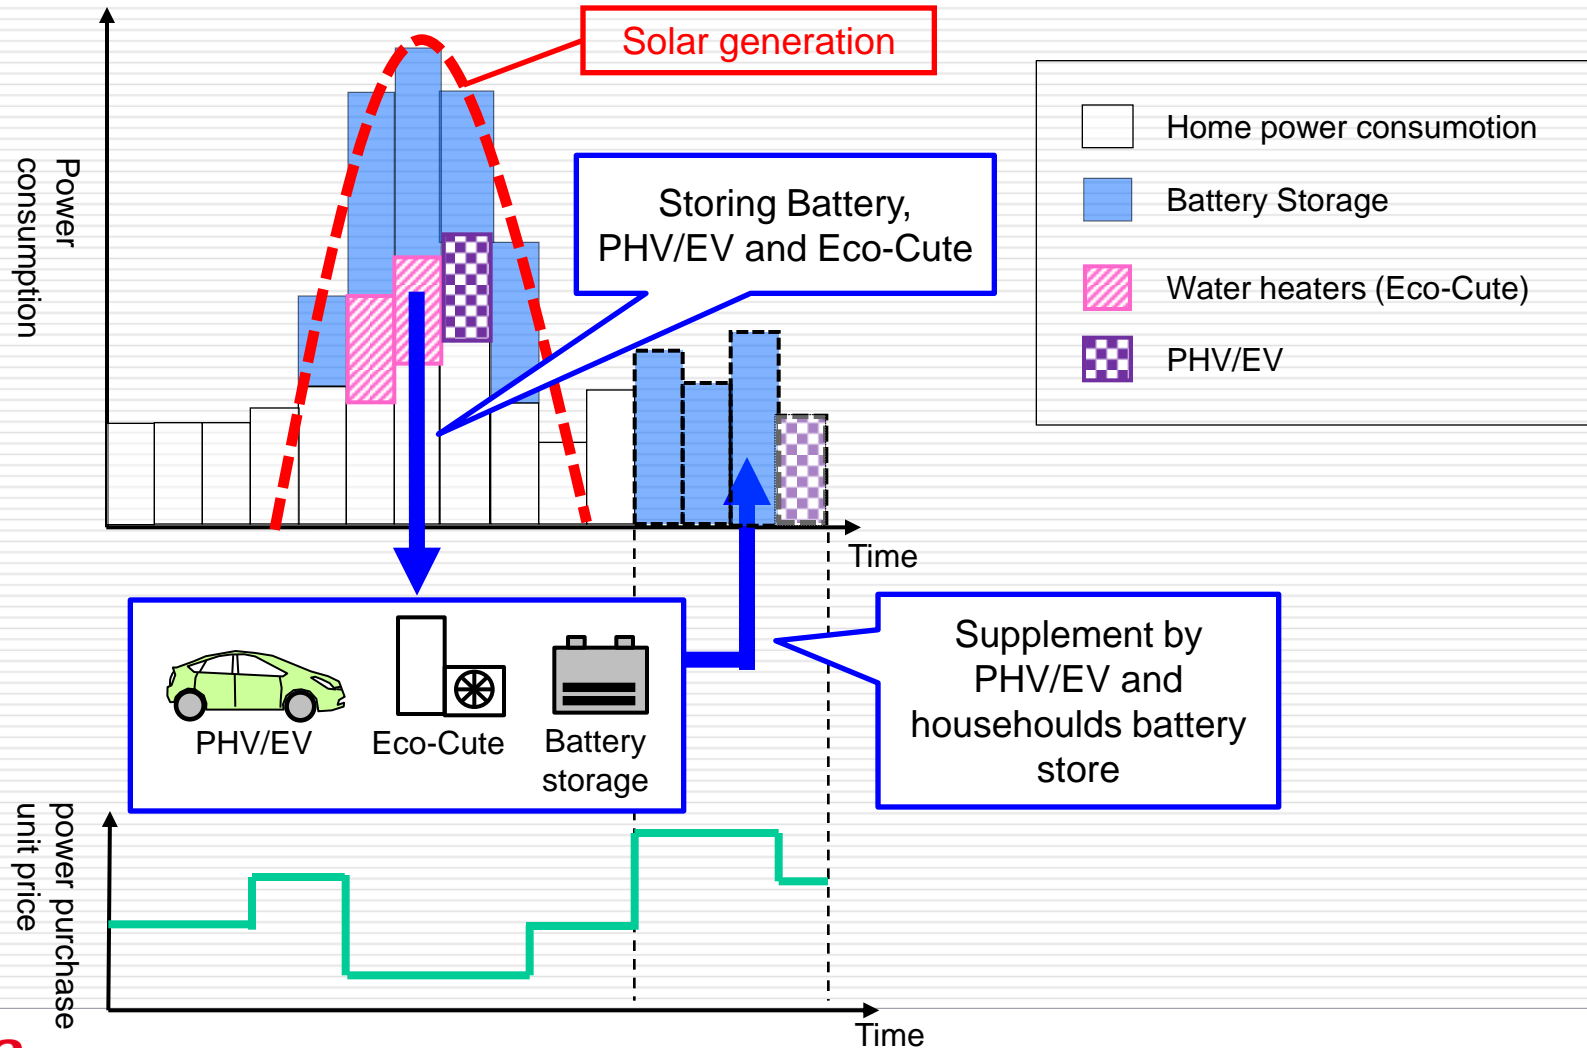 Solar generation
Home power consumotion
Battery Storage
Water heaters (Eco-Cute)
PHV/EV
Power
consumption
Storing Battery,
PHV/EV and Eco-Cute
Time
PHV/EV
Eco-Cute
Battery
storage
Supplement by
PHV/EV and
househoulds battery
store
power purchase
unit price
Time